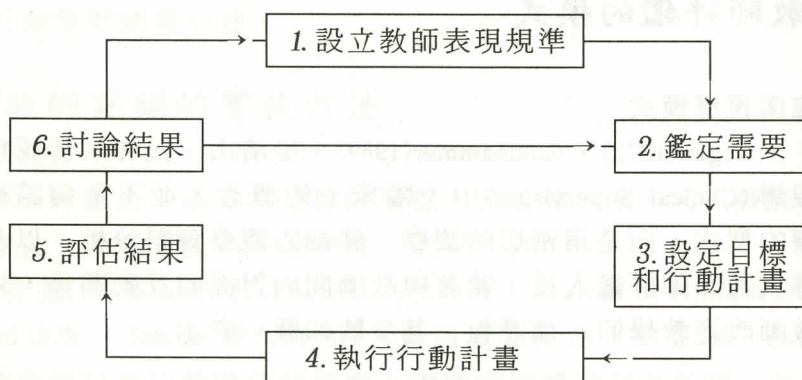 1.設立教師表現規準
6.討論結果
2.鑑定需要
5.評估結果
3.設定目標
和行動計畫
4.執行行動計畫